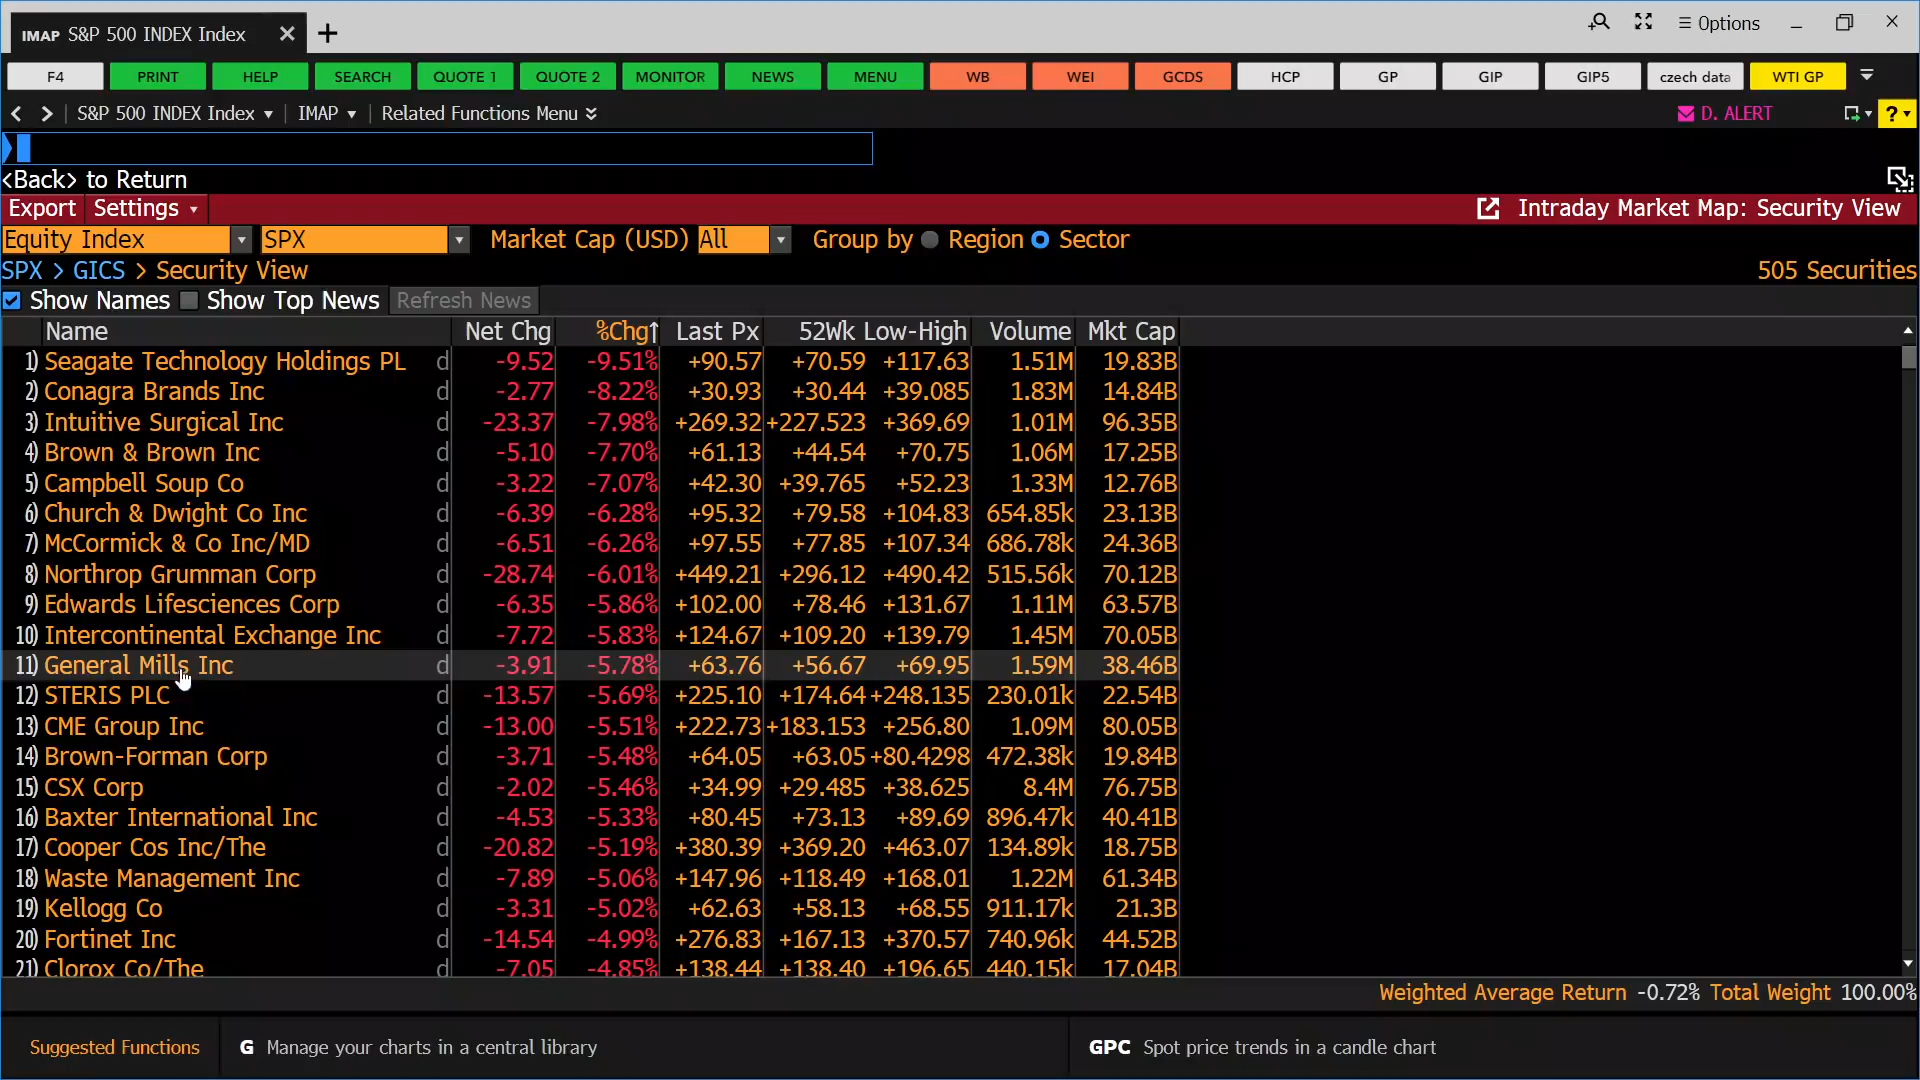 IMAP S&P 500 INDEX Index
Options
F4 PRINT HELP SEARCH QUOTE 1 QUOTE 2 MONITOR NEWS MENU WB WEI GCDS HCP GP GIP GIP5 czech data WTI GP
S&P 500 INDEX Index IMAP Related Functions Menu D. ALERT ?
<Back> to Return
Export Settings Intraday Market Map: Security View
Equity Index SPX Market Cap (USD) All Group by Region Sector
SPX > GICS > Security View 505 Securities
Show Names Show Top News Refresh News
Name Net Chg %Chg↑ Last Px 52Wk Low-High Volume Mkt Cap
1) Seagate Technology Holdings PL d -9.52 -9.51% +90.57 +70.59 +117.63 1.51M 19.83B
2) Conagra Brands Inc d -2.77 -8.22% +30.93 +30.44 +39.085 1.83M 14.84B
3) Intuitive Surgical Inc d -23.37 -7.98% +269.32 +227.523 +369.69 1.01M 96.35B
4) Brown & Brown Inc d -5.10 -7.70% +61.13 +44.54 +70.75 1.06M 17.25B
5) Campbell Soup Co d -3.22 -7.07% +42.30 +39.765 +52.23 1.33M 12.76B
6) Church & Dwight Co Inc d -6.39 -6.28% +95.32 +79.58 +104.83 654.85k 23.13B
7) McCormick & Co Inc/MD d -6.51 -6.26% +97.55 +77.85 +107.34 686.78k 24.36B
8) Northrop Grumman Corp d -28.74 -6.01% +449.21 +296.12 +490.42 515.56k 70.12B
9) Edwards Lifesciences Corp d -6.35 -5.86% +102.00 +78.46 +131.67 1.11M 63.57B
10) Intercontinental Exchange Inc d -7.72 -5.83% +124.67 +109.20 +139.79 1.45M 70.05B
11) General Mills Inc d -3.91 -5.78% +63.76 +56.67 +69.95 1.59M 38.46B
12) STERIS PLC d -13.57 -5.69% +225.10 +174.64 +248.135 230.01k 22.54B
13) CME Group Inc d -13.00 -5.51% +222.73 +183.153 +256.80 1.09M 80.05B
14) Brown-Forman Corp d -3.71 -5.48% +64.05 +63.05 +80.4298 472.38k 19.84B
15) CSX Corp d -2.02 -5.46% +34.99 +29.485 +38.625 8.4M 76.75B
16) Baxter International Inc d -4.53 -5.33% +80.45 +73.13 +89.69 896.47k 40.41B
17) Cooper Cos Inc/The d -20.82 -5.19% +380.39 +369.20 +463.07 134.89k 18.75B
18) Waste Management Inc d -7.89 -5.06% +147.96 +118.49 +168.01 1.22M 61.34B
19) Kellogg Co d -3.31 -5.02% +62.63 +58.13 +68.55 911.17k 21.3B
20) Fortinet Inc d -14.54 -4.99% +276.83 +167.13 +370.57 740.96k 44.52B
21) Clorox Co/The d -7.05 -4.85% +138.44 +138.40 +196.65 440.15k 17.04B
Weighted Average Return -0.72% Total Weight 100.00%
Suggested Functions G Manage your charts in a central library GPC Spot price trends in a candle chart